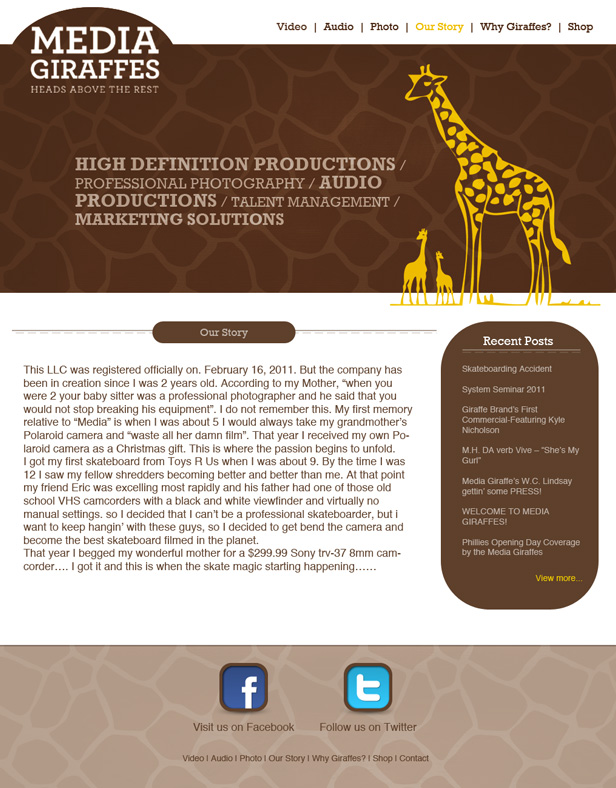 MEDIA
GIRAFFES
HEADS ABOVE THE REST
Video | Audio | Photo | Our Story | Why Giraffes? | Shop
HIGH DEFINITION PRODUCTIONS /
PROFESSIONAL PHOTOGRAPHY / AUDIO
PRODUCTIONS / TALENT MANAGEMENT /
MARKETING SOLUTIONS
Our Story
This LLC was registered officially on. February 16, 2011. But the company has
been in creation since I was 2 years old. According to my Mother, “when you
were 2 your baby sitter was a professional photographer and he said that you
would not stop breaking his equipment”. I do not remember this. My first memory
relative to “Media” is when I was about 5 I would always take my grandmother’s
Polaroid camera and “waste all her damn film”. That year I received my own Po-
laroid camera as a Christmas gift. This is where the passion begins to unfold.
I got my first skateboard from Toys R Us when I was about 9. By the time I was
12 I saw my fellow shredders becoming better and better than me. At that point
my friend Eric was excelling most rapidly and his father had one of those old
school VHS camcorders with a black and white viewfinder and virtually no
manual settings. so I decided that I can’t be a professional skateboarder, but i
want to keep hangin’ with these guys, so I decided to get bend the camera and
become the best skateboard filmed in the planet.
That year I begged my wonderful mother for a $299.99 Sony trv-37 8mm cam-
corder…. I got it and this is when the skate magic starting happening……
Recent Posts
Skateboarding Accident
System Seminar 2011
Giraffe Brand’s First
Commercial-Featuring Kyle
Nicholson
M.H. DA verb Vive – “She’s My
Gurl”
Media Giraffe’s W.C. Lindsay
gettin’ some PRESS!
WELCOME TO MEDIA
GIRAFFES!
Phillies Opening Day Coverage
by the Media Giraffes
View more...
f
t
Visit us on Facebook
Follow us on Twitter
Video | Audio | Photo | Our Story | Why Giraffes? | Shop | Contact